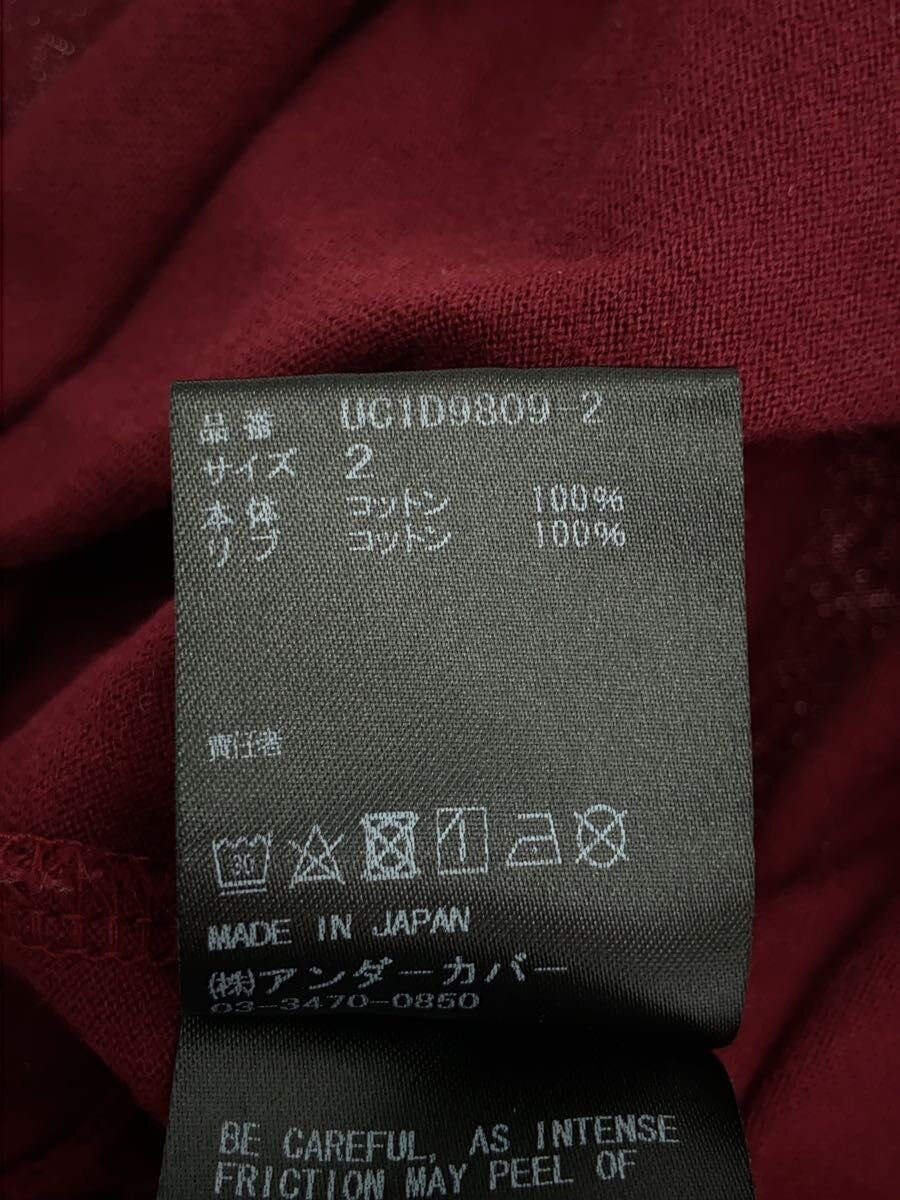 品番 UC1D9809-2
サイズ 2
本体 コットン 100%
リブ コットン 100%
責任者
30
MADE IN JAPAN
(株)アンダーカバー
03-3470-0850
BE CAREFUL, AS INTENSE
FRICTION MAY PEEL OF